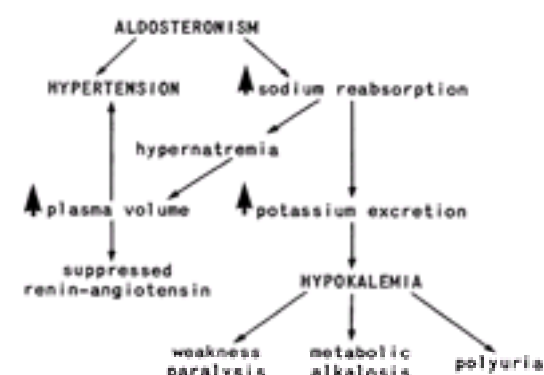 ALDOSTERONISM
HYPERTENSION
sodium reabsorption
hypernatremia
plasma volume
potassium excretion
suppressed
renin-angiotensin
HYPOKALEMIA
weakness
paralysis
metabolic
alkalosis
polyuria